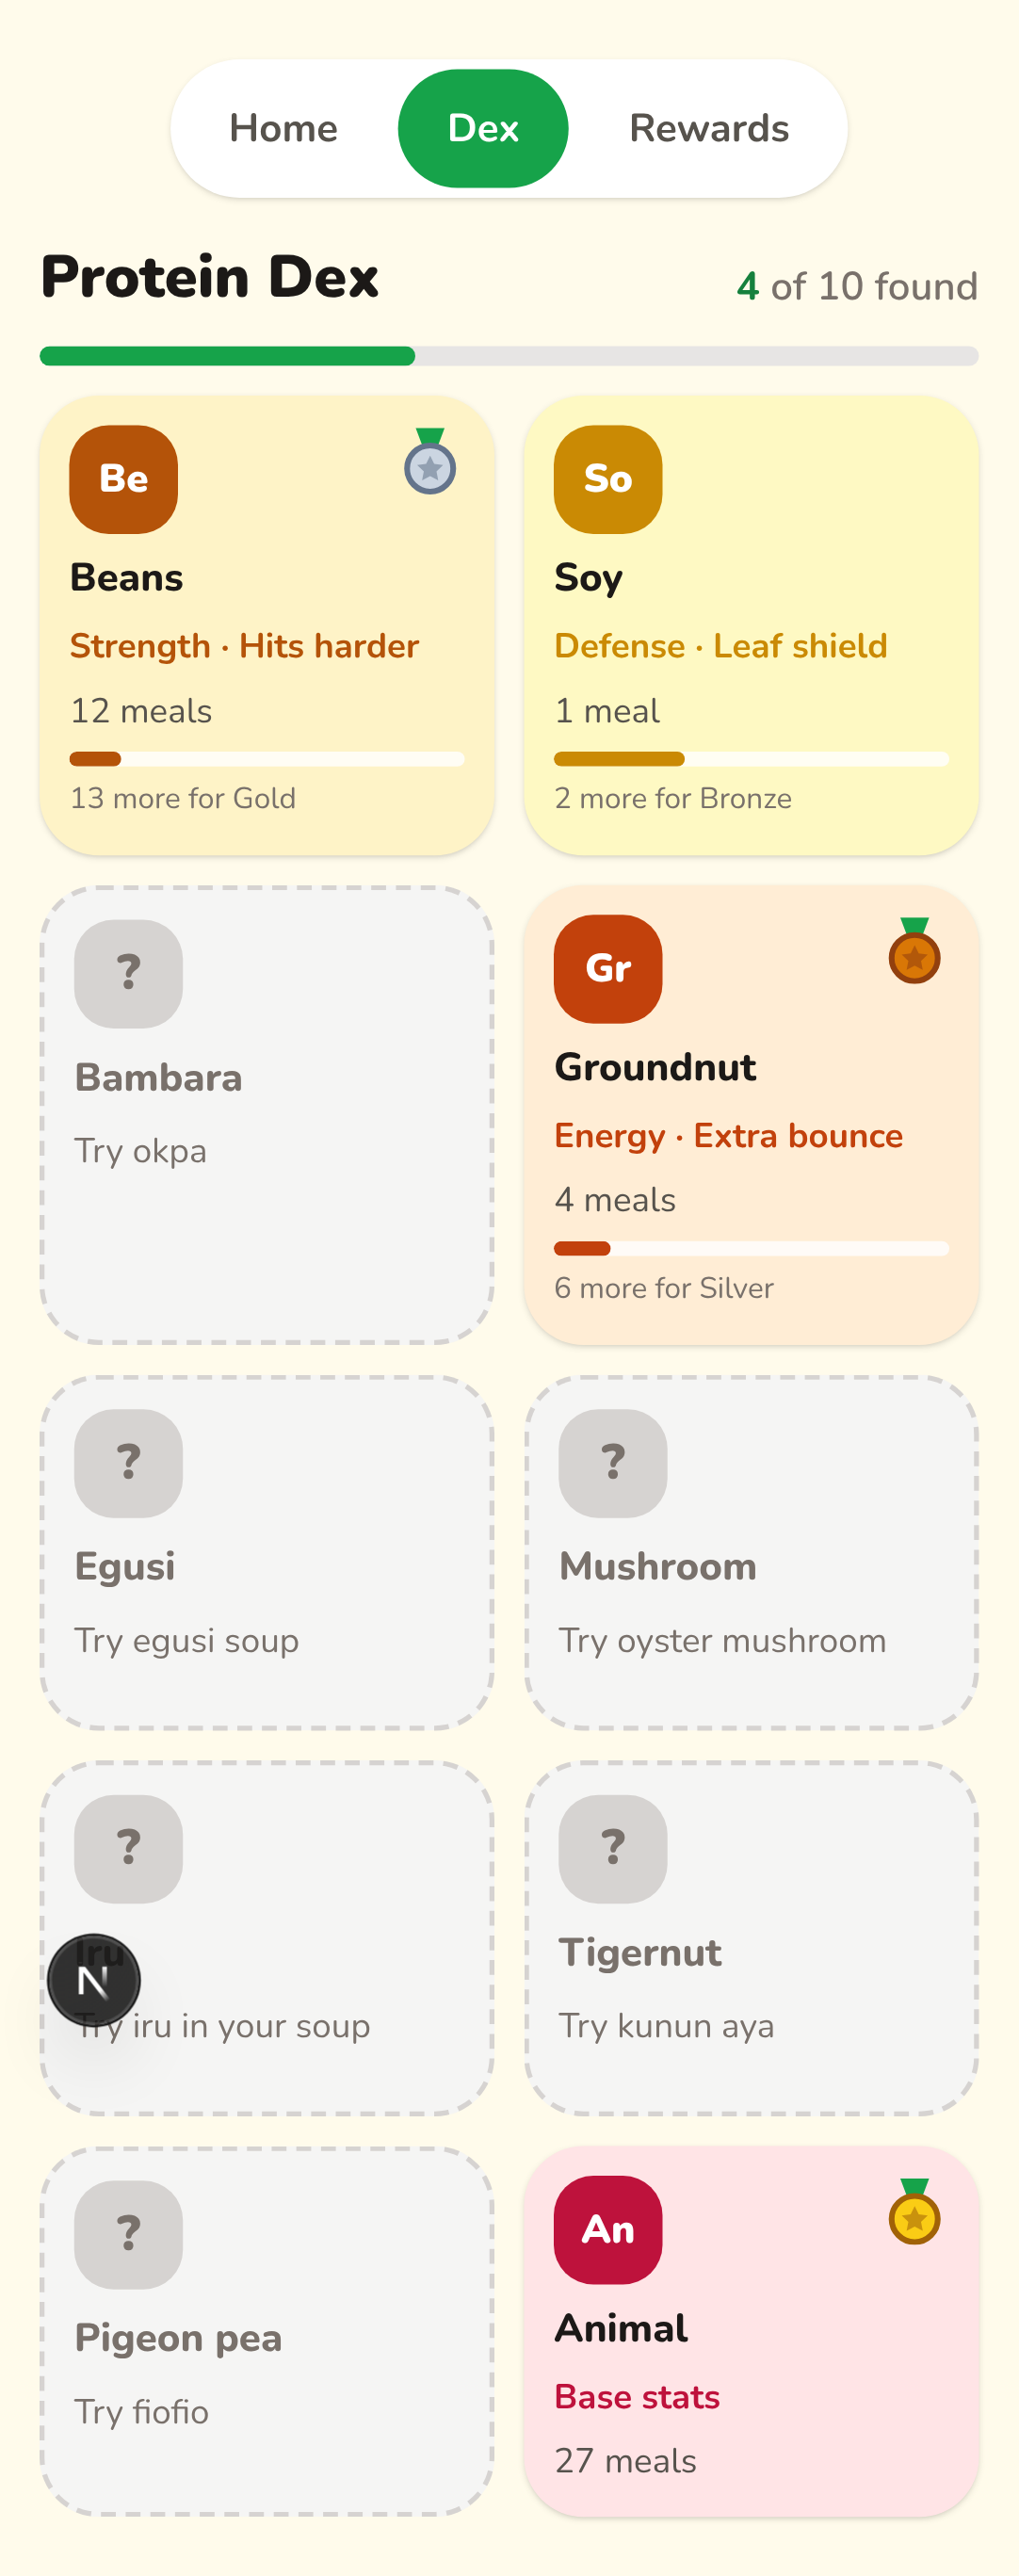 Home Dex Rewards
Protein Dex
4 of 10 found
Be
Beans
Strength · Hits harder
12 meals
13 more for Gold
So
Soy
Defense · Leaf shield
1 meal
2 more for Bronze
?
Bambara
Try okpa
Gr
Groundnut
Energy · Extra bounce
4 meals
6 more for Silver
?
Egusi
Try egusi soup
?
Mushroom
Try oyster mushroom
?
Iru
N
Try iru in your soup
?
Tigernut
Try kunun aya
?
Pigeon pea
Try fiofio
An
Animal
Base stats
27 meals